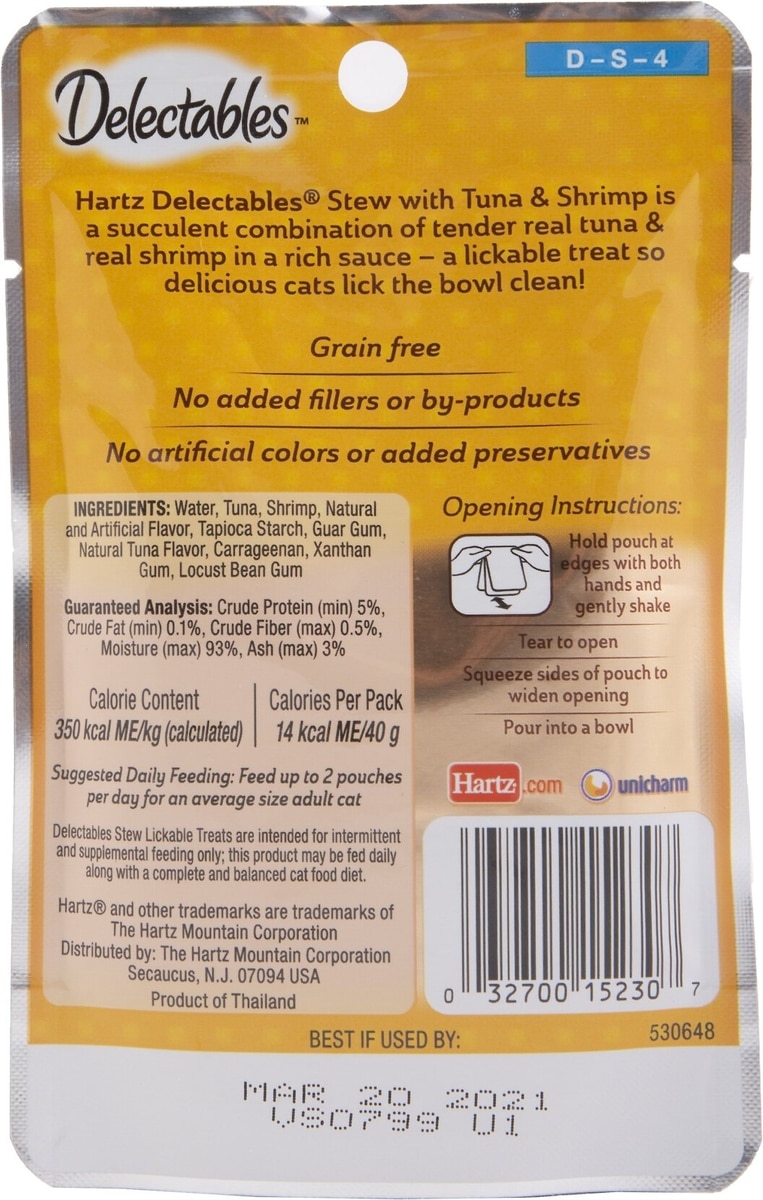 D – S – 4
Delectables™
Hartz Delectables® Stew with Tuna & Shrimp is
a succulent combination of tender real tuna &
real shrimp in a rich sauce – a lickable treat so
delicious cats lick the bowl clean!
Grain free
No added fillers or by-products
No artificial colors or added preservatives
INGREDIENTS: Water, Tuna, Shrimp, Natural
and Artificial Flavor, Tapioca Starch, Guar Gum,
Natural Tuna Flavor, Carrageenan, Xanthan
Gum, Locust Bean Gum
Guaranteed Analysis: Crude Protein (min) 5%,
Crude Fat (min) 0.1%, Crude Fiber (max) 0.5%,
Moisture (max) 93%, Ash (max) 3%
Calorie Content
350 kcal ME/kg (calculated)
Calories Per Pack
14 kcal ME/40 g
Suggested Daily Feeding: Feed up to 2 pouches
per day for an average size adult cat
Delectables Stew Lickable Treats are intended for intermittent
and supplemental feeding only; this product may be fed daily
along with a complete and balanced cat food diet.
Hartz® and other trademarks are trademarks of
The Hartz Mountain Corporation
Distributed by: The Hartz Mountain Corporation
Secaucus, N.J. 07094 USA
Product of Thailand
Opening Instructions:
Hold pouch at
edges with both
hands and
gently shake
Tear to open
Squeeze sides of pouch to
widen opening
Pour into a bowl
Hartz.com
unicharm
0 32700 15230 7
BEST IF USED BY:
530648
MAR 20 2021
VS0799 U1